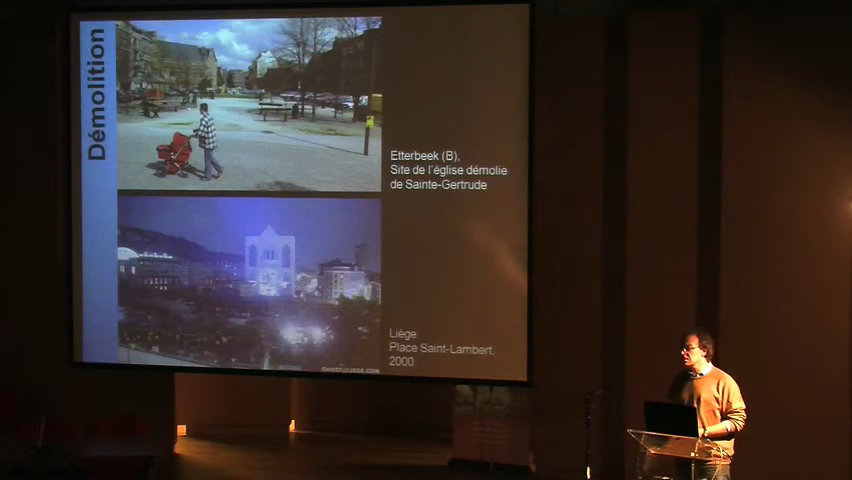 Démolition
Etterbeek (B),
Site de l'église démolie
de Sainte-Gertrude
Liège
Place Saint-Lambert,
2000